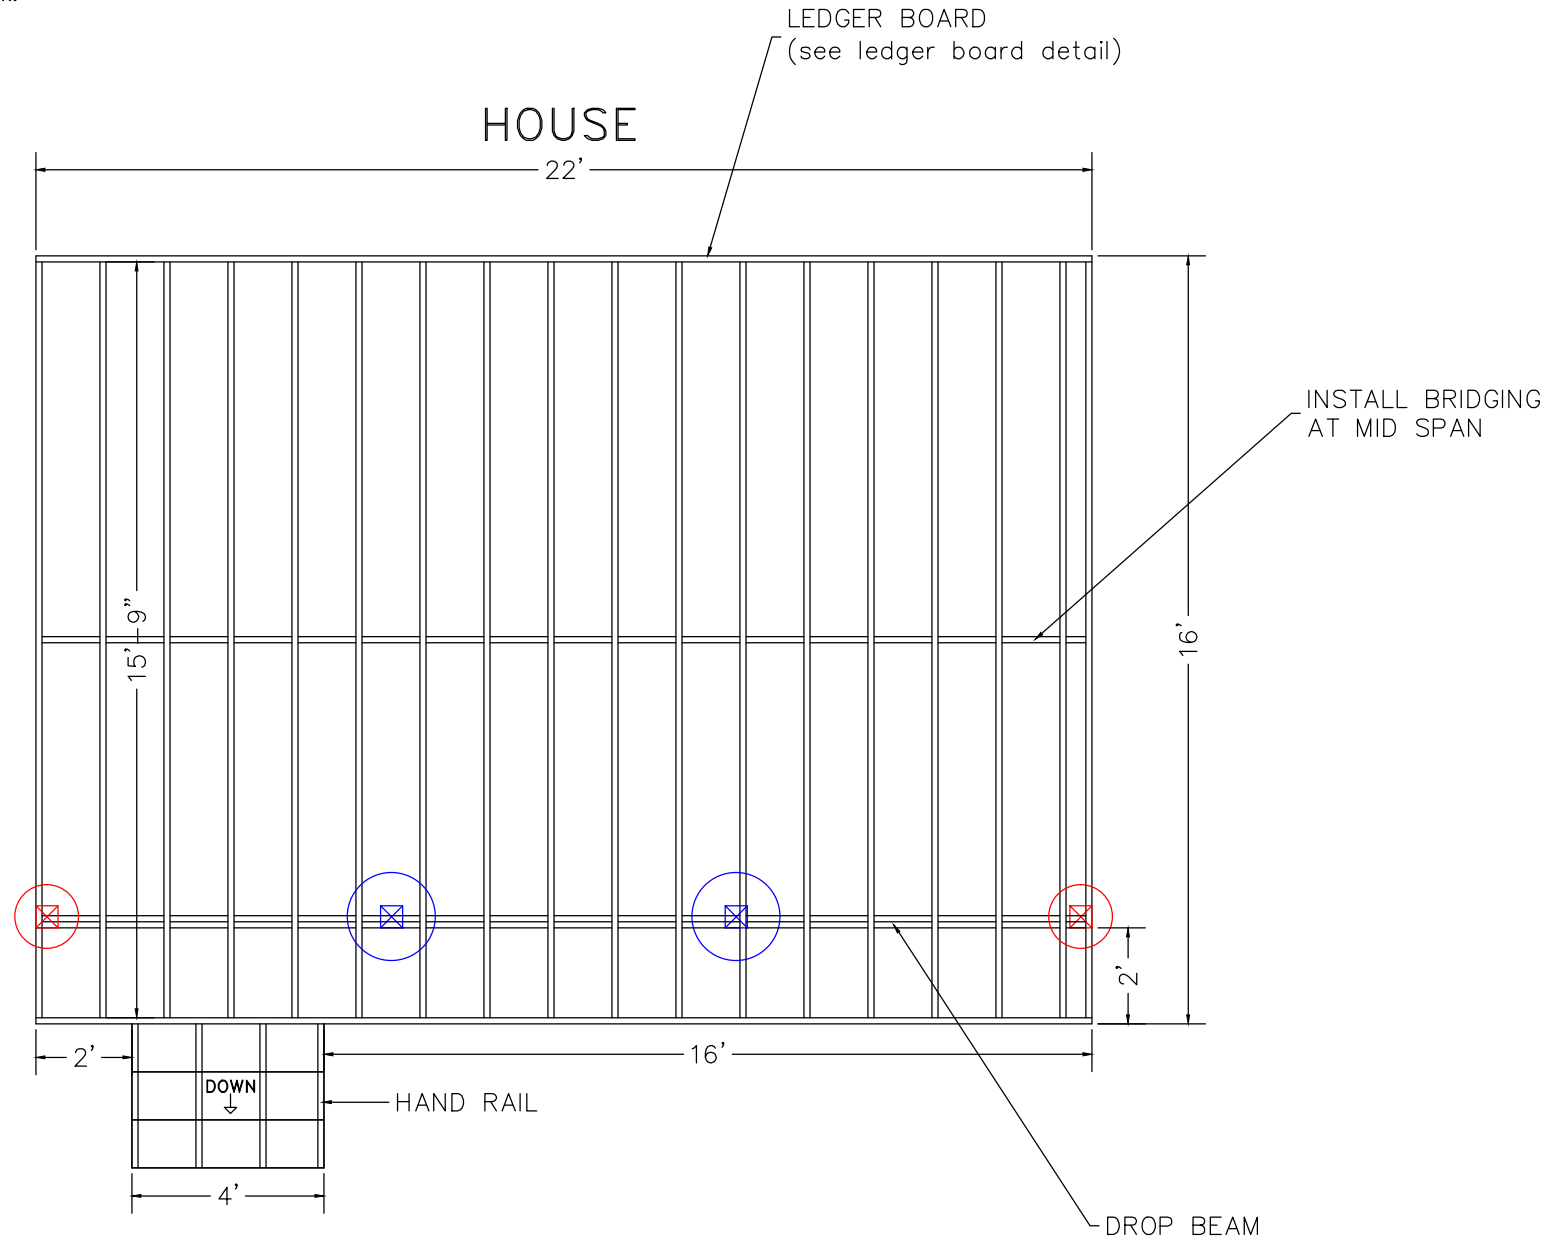 LEDGER BOARD
(see ledger board detail)
HOUSE
22'
INSTALL BRIDGING
AT MID SPAN
15'-9"
16'
2'
2'
16'
DOWN
HAND RAIL
4'
DROP BEAM